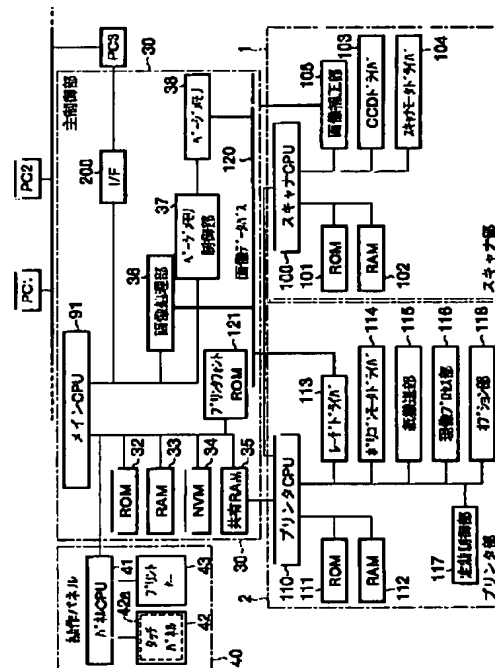 PC1
PC2
PC3
30
主制御部
メインCPU
91
I/F
200
38
ページメモリ
37
ページメモリ
制御部
36
画像処理部
120
画像データバス
121
プリンタフォント
ROM
ROM
32
RAM
33
NVM
34
共有RAM
35
30
操作パネル
パネルCPU
41
42a
プリント
キー
43
タッチ
パネル
42
40
1
スキャナCPU
100
ROM
101
RAM
102
画像補正部
105
CCDドライバ
103
スキャナモータドライバ
104
スキャナ部
2
プリンタCPU
110
ROM
111
RAM
112
レーザドライバ
113
ポリゴンモータドライバ
114
紙搬送部
115
現像プロセス部
116
オプション部
118
定着制御部
117
プリンタ部